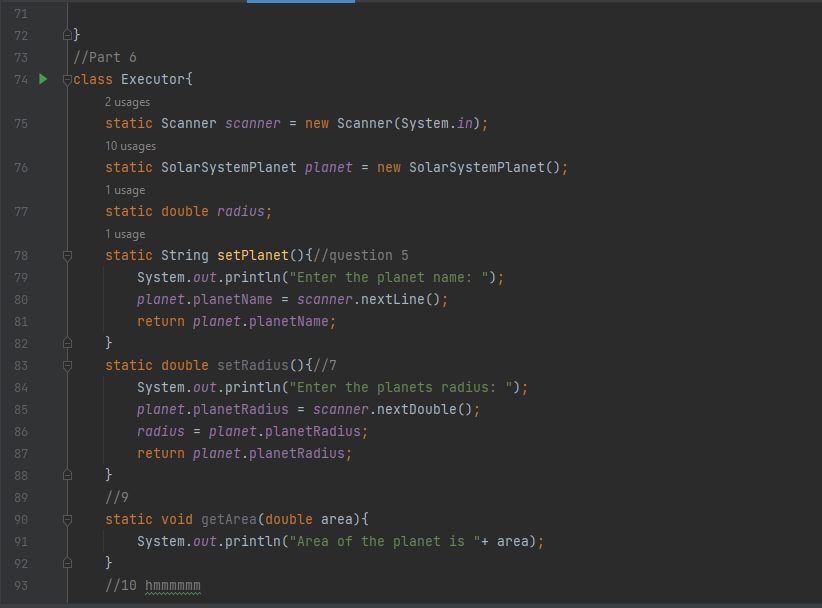 71
72 }
73 //Part 6
74 class Executor{
2 usages
75 static Scanner scanner = new Scanner(System.in);
10 usages
76 static SolarSystemPlanet planet = new SolarSystemPlanet();
1 usage
77 static double radius;
1 usage
78 static String setPlanet(){//question 5
79 System.out.println("Enter the planet name: ");
80 planet.planetName = scanner.nextLine();
81 return planet.planetName;
82 }
83 static double setRadius(){//7
84 System.out.println("Enter the planets radius: ");
85 planet.planetRadius = scanner.nextDouble();
86 radius = planet.planetRadius;
87 return planet.planetRadius;
88 }
89 //9
90 static void getArea(double area){
91 System.out.println("Area of the planet is "+ area);
92 }
93 //10 hmmmmmm